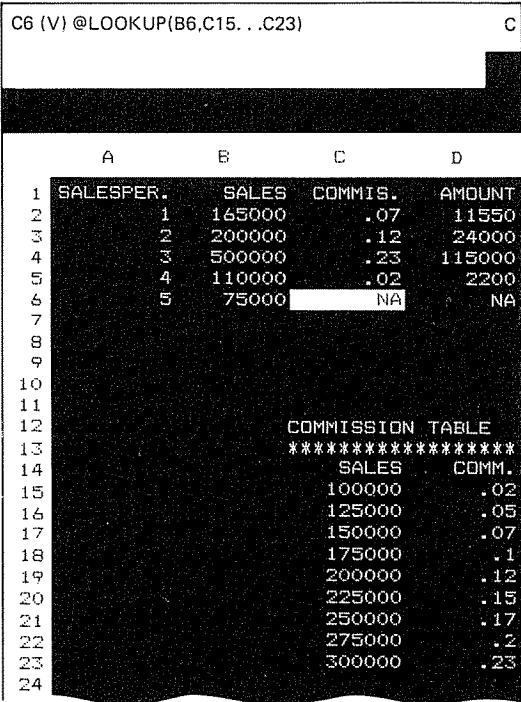 C6 (V) @LOOKUP(B6,C15. . .C23) C
A B C D
1 SALESPER. SALES COMMIS. AMOUNT
2 1 165000 .07 11550
3 2 200000 .12 24000
4 3 500000 .23 115000
5 4 110000 .02 2200
6 5 75000 NA NA
7
8
9
10
11
12 COMMISSION TABLE
13 ******************
14 SALES COMM.
15 100000 .02
16 125000 .05
17 150000 .07
18 175000 .1
19 200000 .12
20 225000 .15
21 250000 .17
22 275000 .2
23 300000 .23
24